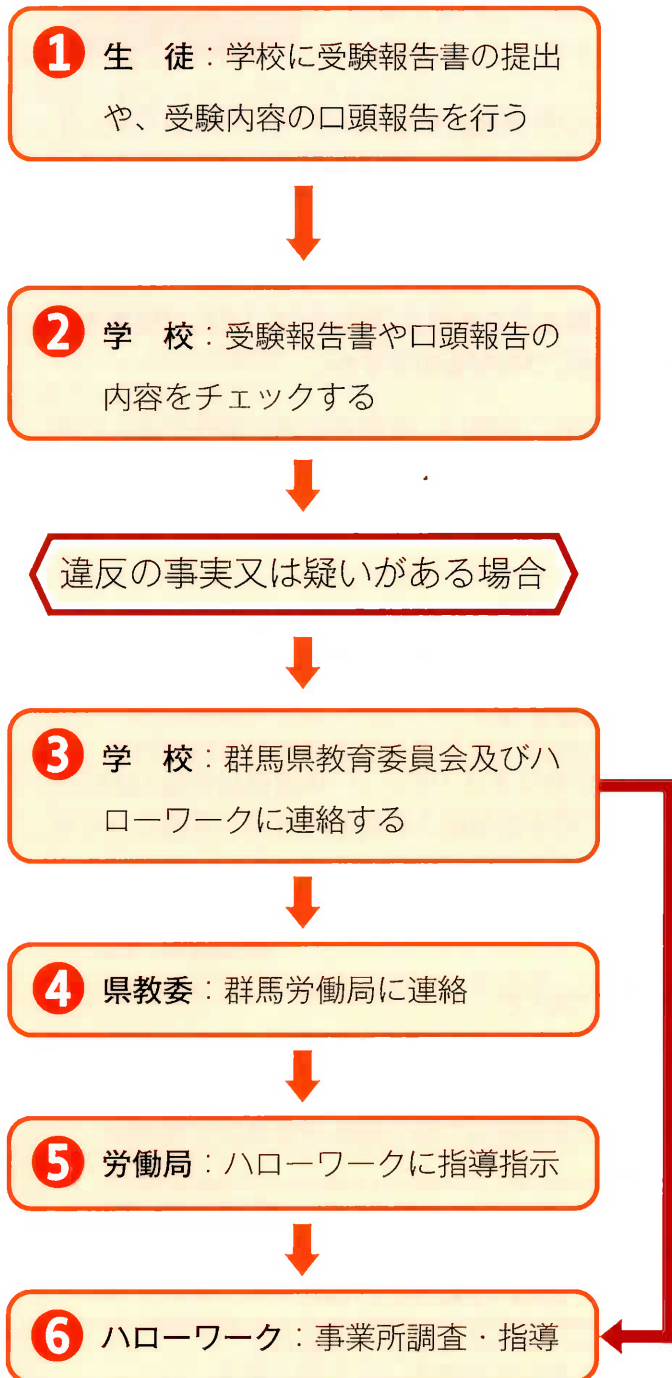 1 生　徒：学校に受験報告書の提出
や、受験内容の口頭報告を行う
2 学　校：受験報告書や口頭報告の
内容をチェックする
違反の事実又は疑いがある場合
3 学　校：群馬県教育委員会及びハ
ローワークに連絡する
4 県教委：群馬労働局に連絡
5 労働局：ハローワークに指導指示
6 ハローワーク：事業所調査・指導